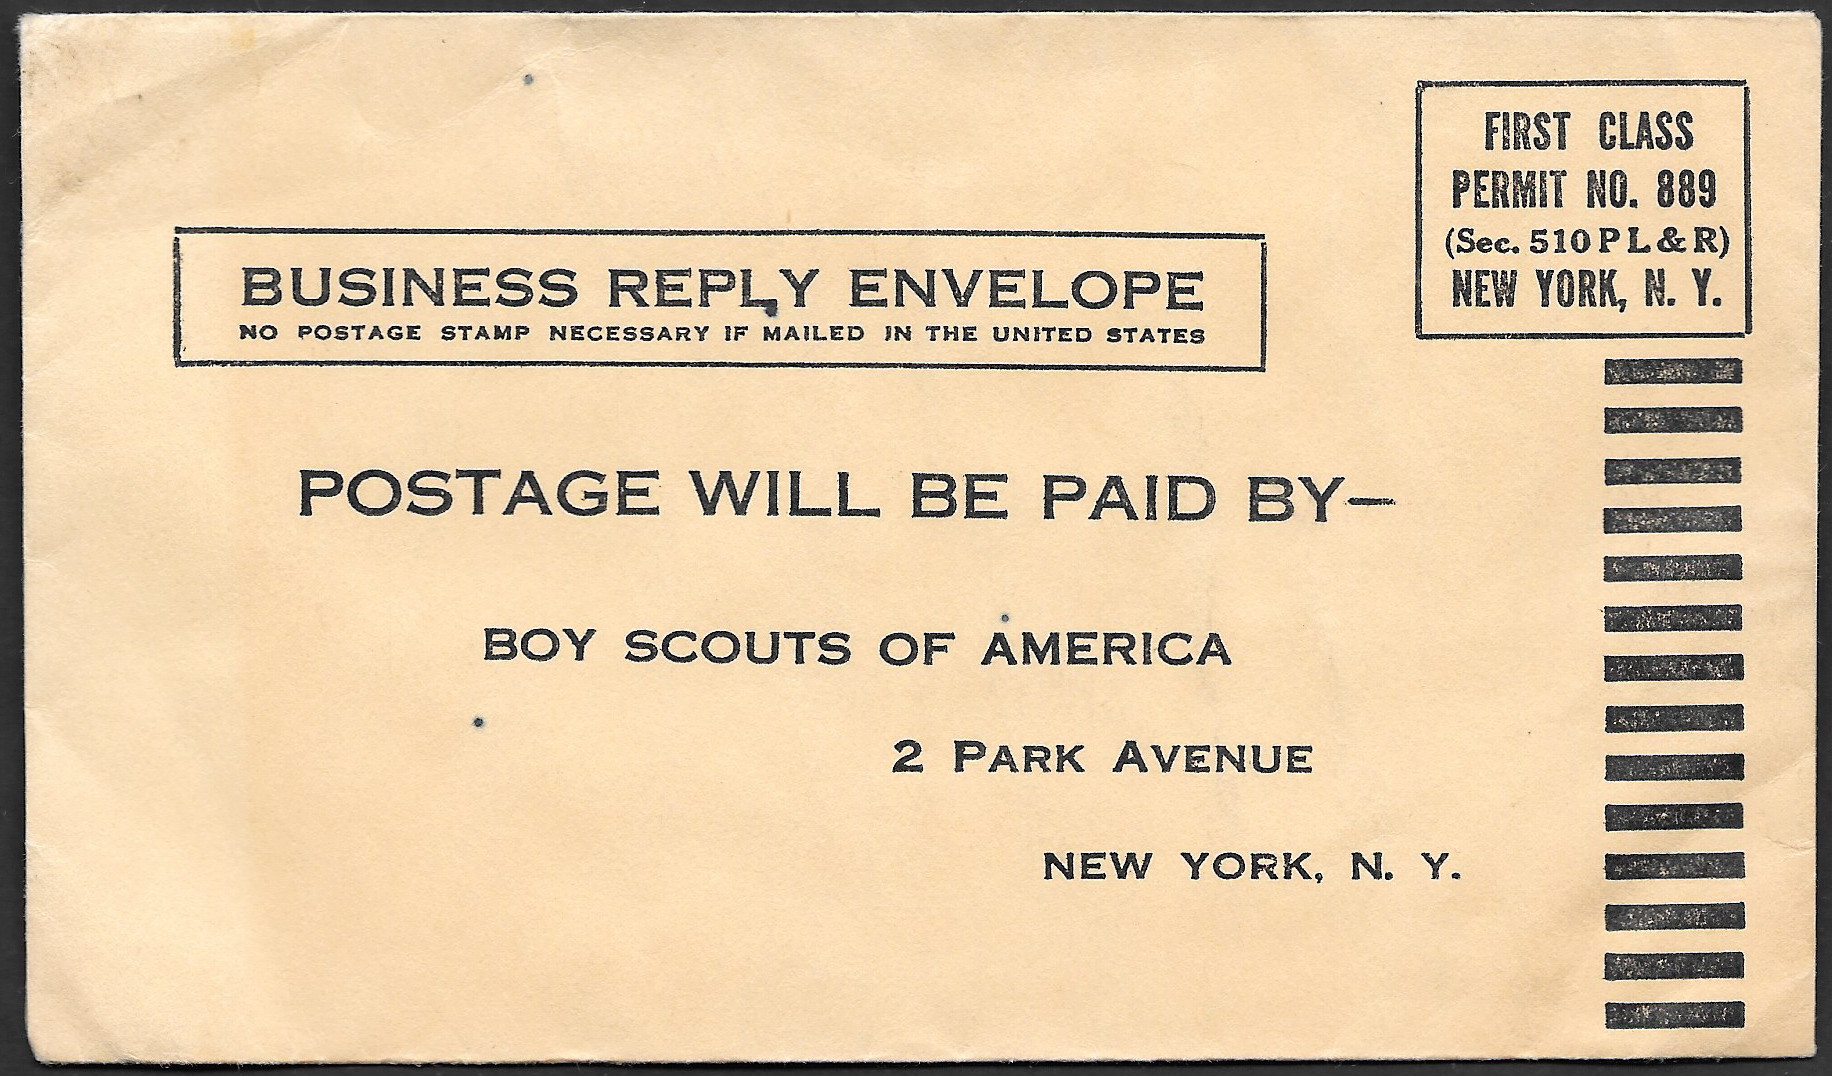 FIRST CLASS
PERMIT NO. 889
(Sec. 510 P L & R)
NEW YORK, N. Y.
BUSINESS REPLY ENVELOPE
NO POSTAGE STAMP NECESSARY IF MAILED IN THE UNITED STATES
POSTAGE WILL BE PAID BY—
BOY SCOUTS OF AMERICA
2 PARK AVENUE
NEW YORK, N. Y.